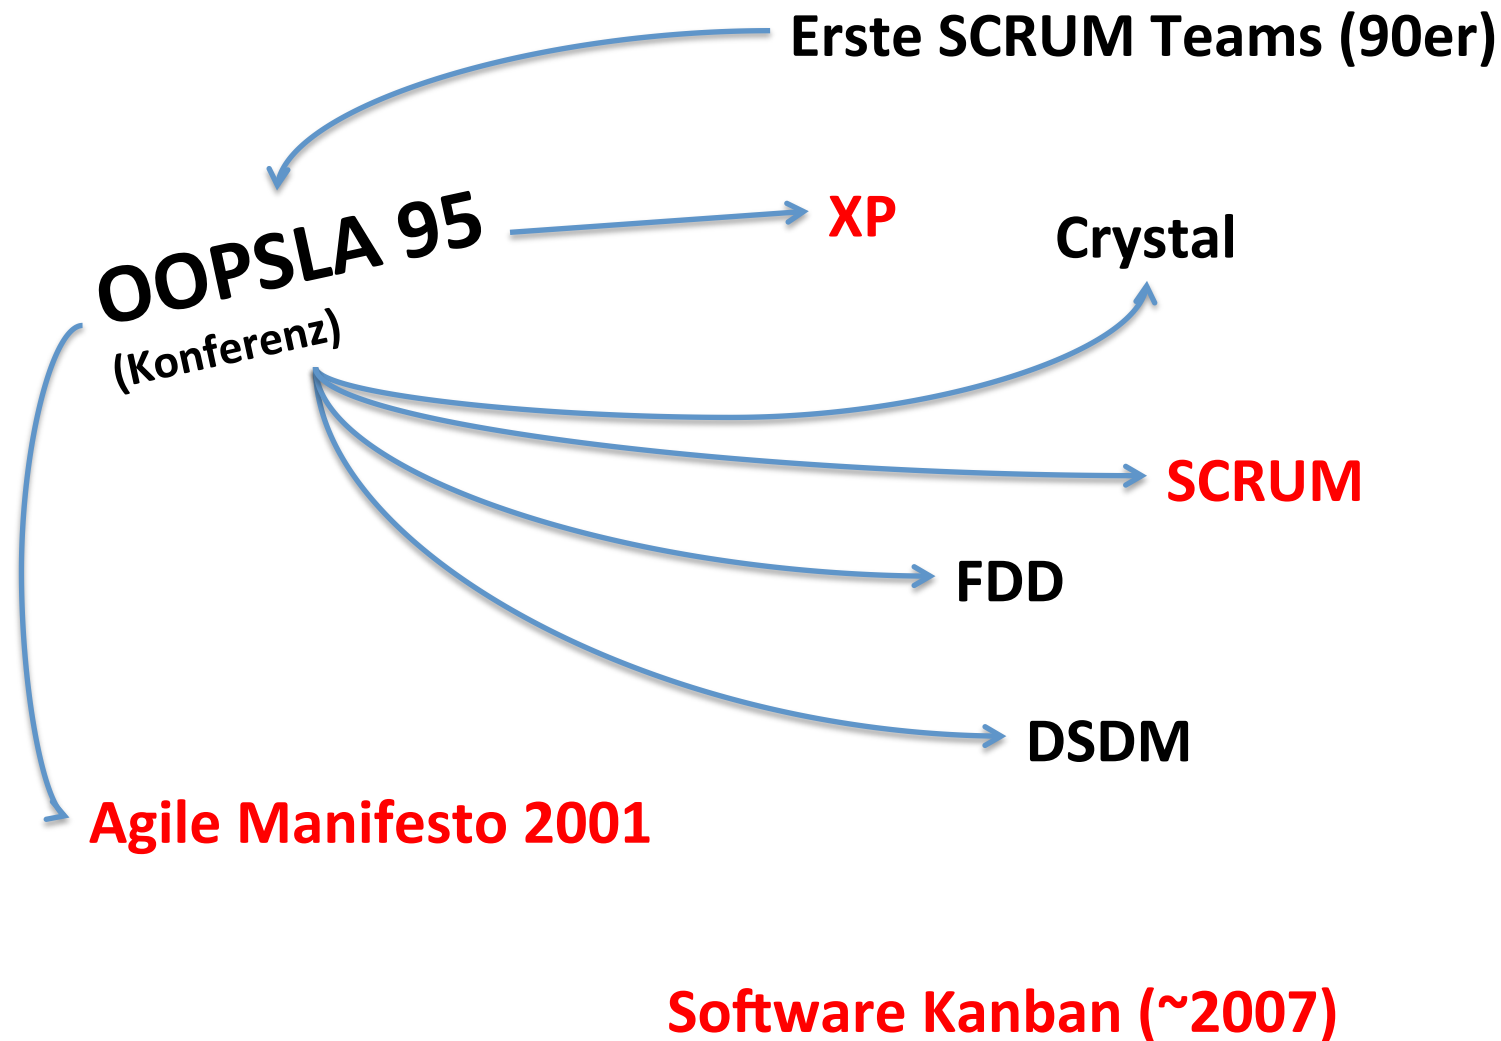 Erste SCRUM Teams (90er)
OOPSLA 95
(Konferenz)
XP
Crystal
SCRUM
FDD
DSDM
Agile Manifesto 2001
Software Kanban (~2007)